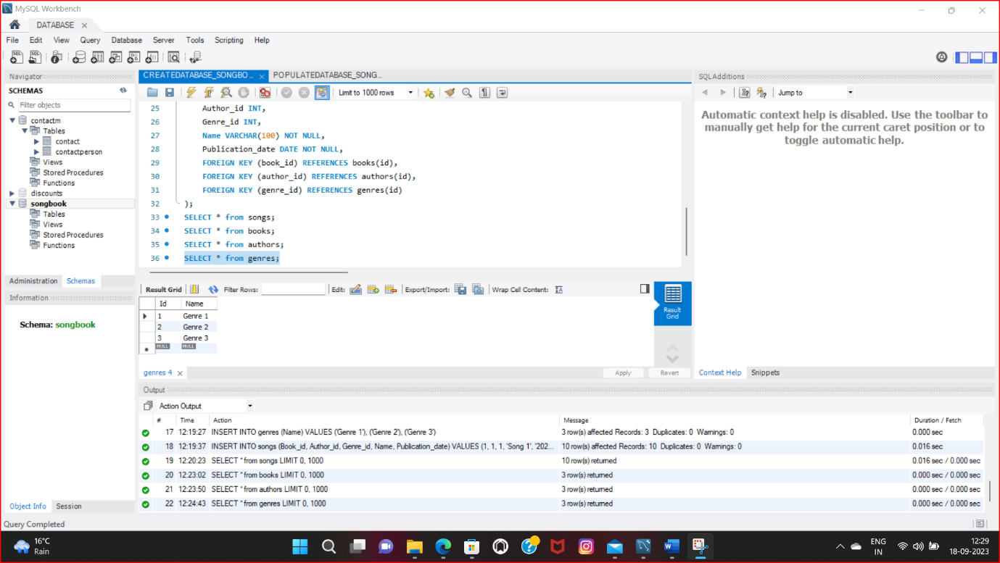 MySQL Workbench
DATABASE
File Edit View Query Database Server Tools Scripting Help
Navigator
SCHEMAS
Filter objects
contactm
Tables
contact
contactperson
Views
Stored Procedures
Functions
discounts
songbook
Tables
Views
Stored Procedures
Functions
Administration Schemas
Information
Schema: songbook
Object Info Session
CREATEDATABASE_SONGBO... POPULATEDATABASE_SONG...
Limit to 1000 rows
25 Author_id INT,
26 Genre_id INT,
27 Name VARCHAR(100) NOT NULL,
28 Publication_date DATE NOT NULL,
29 FOREIGN KEY (book_id) REFERENCES books(id),
30 FOREIGN KEY (author_id) REFERENCES authors(id),
31 FOREIGN KEY (genre_id) REFERENCES genres(id)
32 );
33 SELECT * from songs;
34 SELECT * from books;
35 SELECT * from authors;
36 SELECT * from genres;
Result Grid Filter Rows: Edit: Export/Import: Wrap Cell Content:
Id Name
1 Genre 1
2 Genre 2
3 Genre 3
NULL NULL
Result
Grid
genres 4 Apply Revert
SQLAdditions
Jump to
Automatic context help is disabled. Use the toolbar to
manually get help for the current caret position or to
toggle automatic help.
Context Help Snippets
Output
Action Output
# Time Action Message Duration / Fetch
17 12:19:27 INSERT INTO genres (Name) VALUES ('Genre 1'), ('Genre 2'), ('Genre 3') 3 row(s) affected Records: 3 Duplicates: 0 Warnings: 0 0.000 sec
18 12:19:37 INSERT INTO songs (Book_id, Author_id, Genre_id, Name, Publication_date) VALUES (1, 1, 1, 'Song 1', '202... 10 row(s) affected Records: 10 Duplicates: 0 Warnings: 0 0.016 sec
19 12:20:23 SELECT * from songs LIMIT 0, 1000 10 row(s) returned 0.016 sec / 0.000 sec
20 12:23:02 SELECT * from books LIMIT 0, 1000 3 row(s) returned 0.000 sec / 0.000 sec
21 12:23:50 SELECT * from authors LIMIT 0, 1000 3 row(s) returned 0.000 sec / 0.000 sec
22 12:24:43 SELECT * from genres LIMIT 0, 1000 3 row(s) returned 0.000 sec / 0.000 sec
Query Completed
16°C
Rain
ENG
IN
12:29
18-09-2023